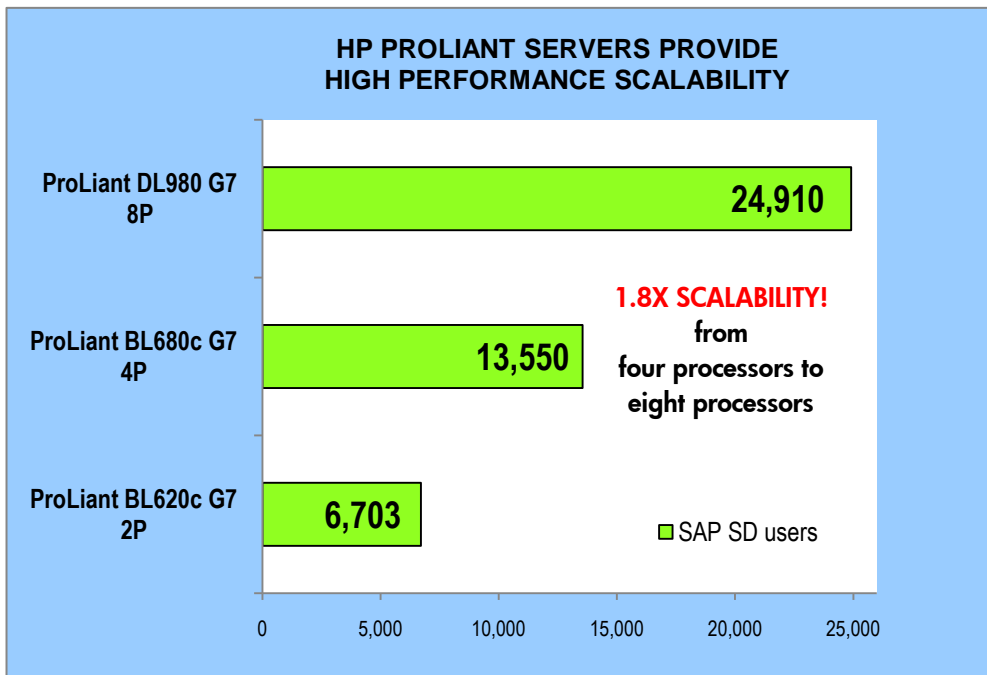 HP PROLIANT SERVERS PROVIDE
HIGH PERFORMANCE SCALABILITY
ProLiant DL980 G7
8P
24,910
1.8X SCALABILITY!
from
four processors to
eight processors
ProLiant BL680c G7
4P
13,550
ProLiant BL620c G7
2P
6,703
SAP SD users
0
5,000
10,000
15,000
20,000
25,000